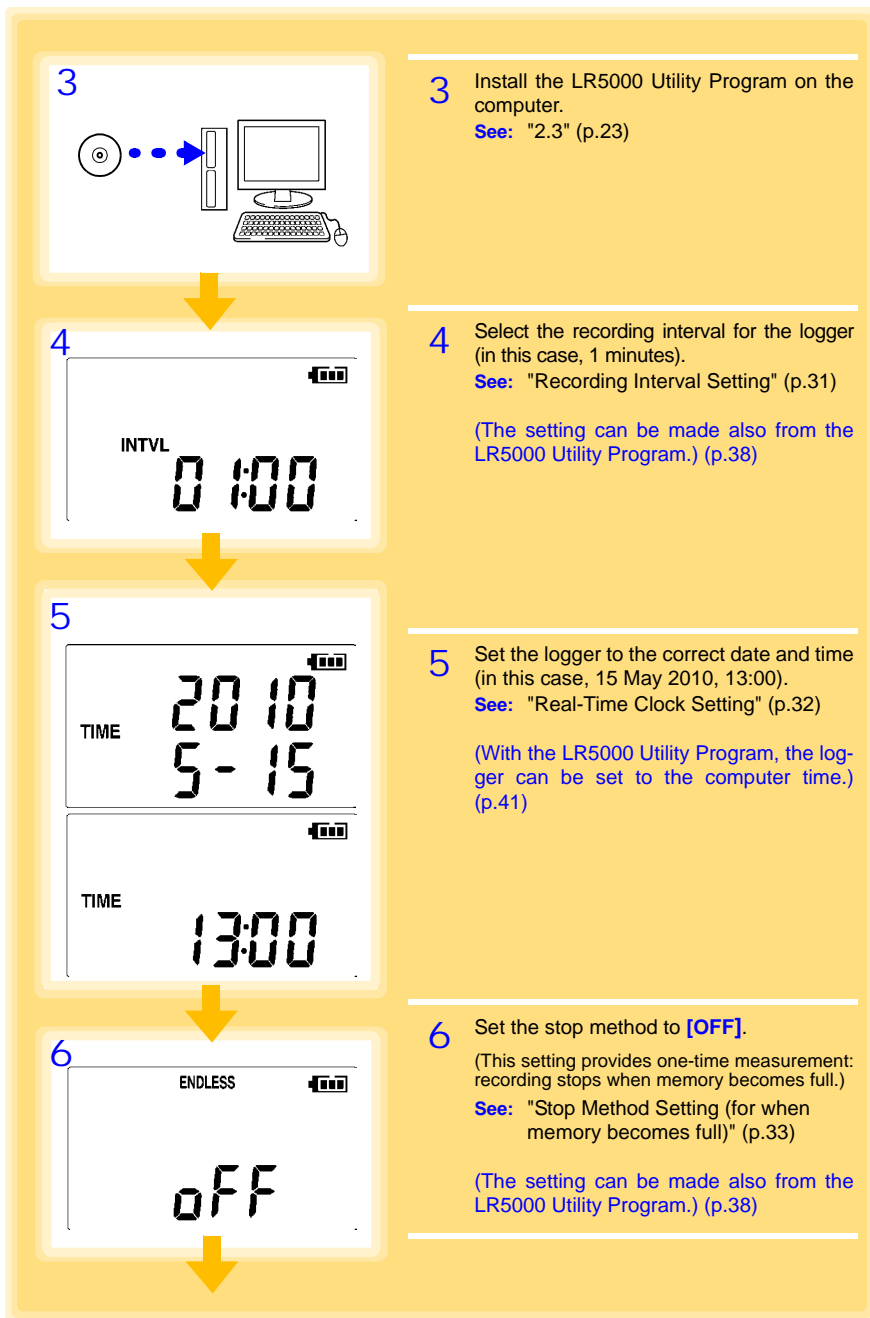 3
3 Install the LR5000 Utility Program on the
computer.
See: "2.3" (p.23)
4
INTVL
01:00
4 Select the recording interval for the logger
(in this case, 1 minutes).
See: "Recording Interval Setting" (p.31)
(The setting can be made also from the
LR5000 Utility Program.) (p.38)
5
2010
TIME
5-15
TIME
13:00
5 Set the logger to the correct date and time
(in this case, 15 May 2010, 13:00).
See: "Real-Time Clock Setting" (p.32)
(With the LR5000 Utility Program, the log-
ger can be set to the computer time.)
(p.41)
6
ENDLESS
oFF
6 Set the stop method to [OFF].
(This setting provides one-time measurement:
recording stops when memory becomes full.)
See: "Stop Method Setting (for when
memory becomes full)" (p.33)
(The setting can be made also from the
LR5000 Utility Program.) (p.38)